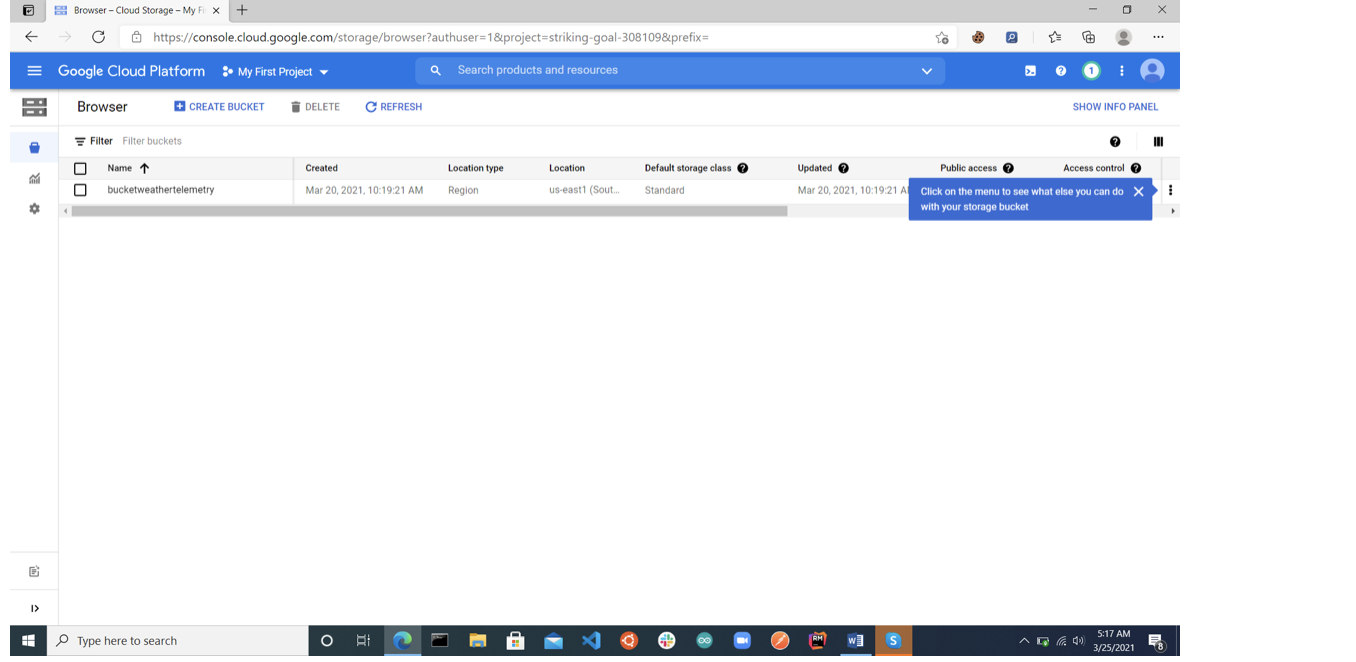 Browser – Cloud Storage – My Fi
https://console.cloud.google.com/storage/browser?authuser=1&project=striking-goal-308109&prefix=
Google Cloud Platform My First Project Search products and resources 1
Browser CREATE BUCKET DELETE REFRESH SHOW INFO PANEL
Filter Filter buckets
Name Created Location type Location Default storage class Updated Public access Access control
bucketweathertelemetry Mar 20, 2021, 10:19:21 AM Region us-east1 (Sout... Standard Mar 20, 2021, 10:19:21 AM
Click on the menu to see what else you can do
with your storage bucket
Type here to search
RM
W
S
5:17 AM
3/25/2021
8